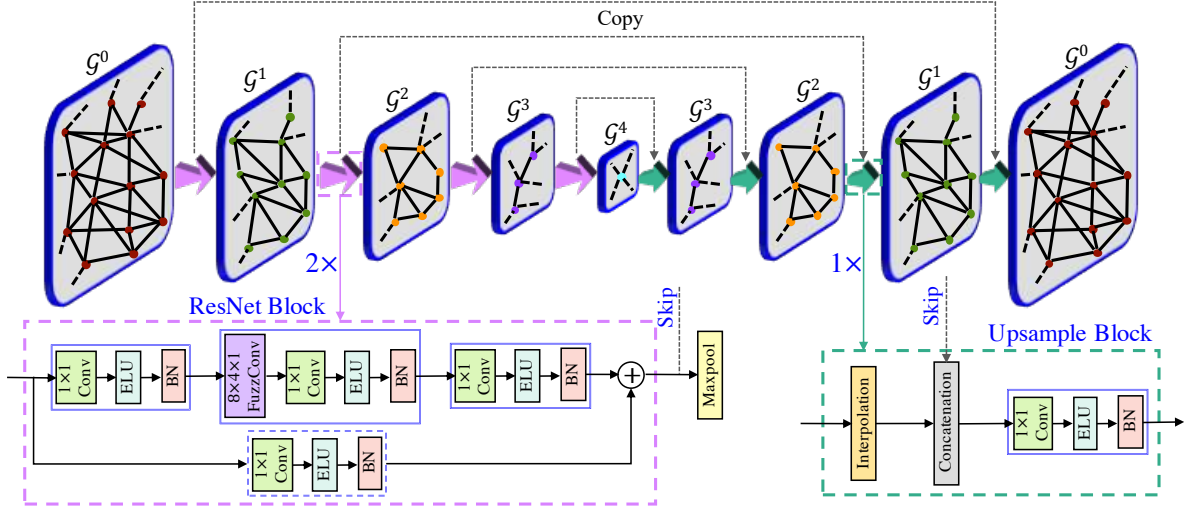 Copy
𝒢⁰
𝒢¹
𝒢²
𝒢³
𝒢⁴
𝒢³
𝒢²
𝒢¹
𝒢⁰
2×
1×
ResNet Block
Skip
Skip
Upsample Block
1×1 Conv
ELU
BN
8×4×1 FuzzConv
1×1 Conv
ELU
BN
1×1 Conv
ELU
BN
Maxpool
1×1 Conv
ELU
BN
Interpolation
Concatenation
1×1 Conv
ELU
BN